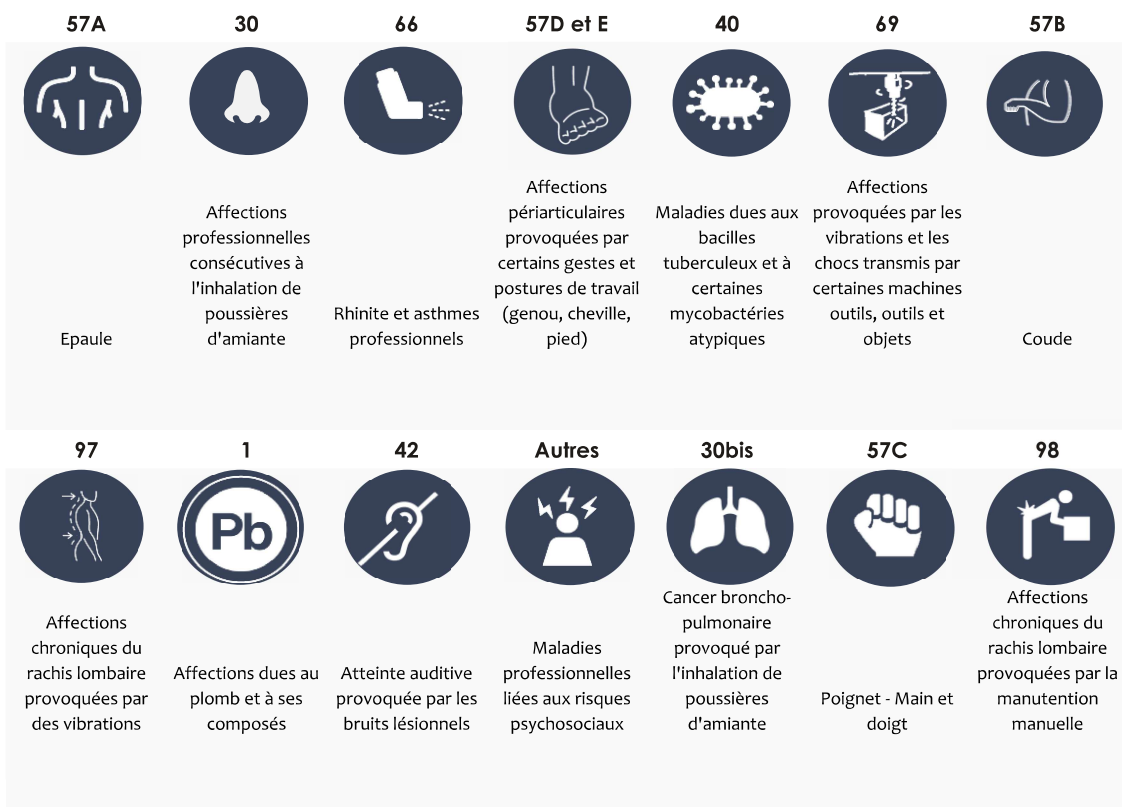 57A
30
66
57D et E
40
69
57B
Epaule
Affections
professionnelles
consécutives à
l'inhalation de
poussières
d'amiante
Rhinite et asthmes
professionnels
Affections
périarticulaires
provoquées par
certains gestes et
postures de travail
(genou, cheville,
pied)
Maladies dues aux
bacilles
tuberculeux et à
certaines
mycobactéries
atypiques
Affections
provoquées par les
vibrations et les
chocs transmis par
certaines machines
outils, outils et
objets
Coude
97
1
42
Autres
30bis
57C
98
Pb
Affections
chroniques du
rachis lombaire
provoquées par
des vibrations
Affections dues au
plomb et à ses
composés
Atteinte auditive
provoquée par les
bruits lésionnels
Maladies
professionnelles
liées aux risques
psychosociaux
Cancer broncho-
pulmonaire
provoqué par
l'inhalation de
poussières
d'amiante
Poignet - Main et
doigt
Affections
chroniques du
rachis lombaire
provoquées par la
manutention
manuelle